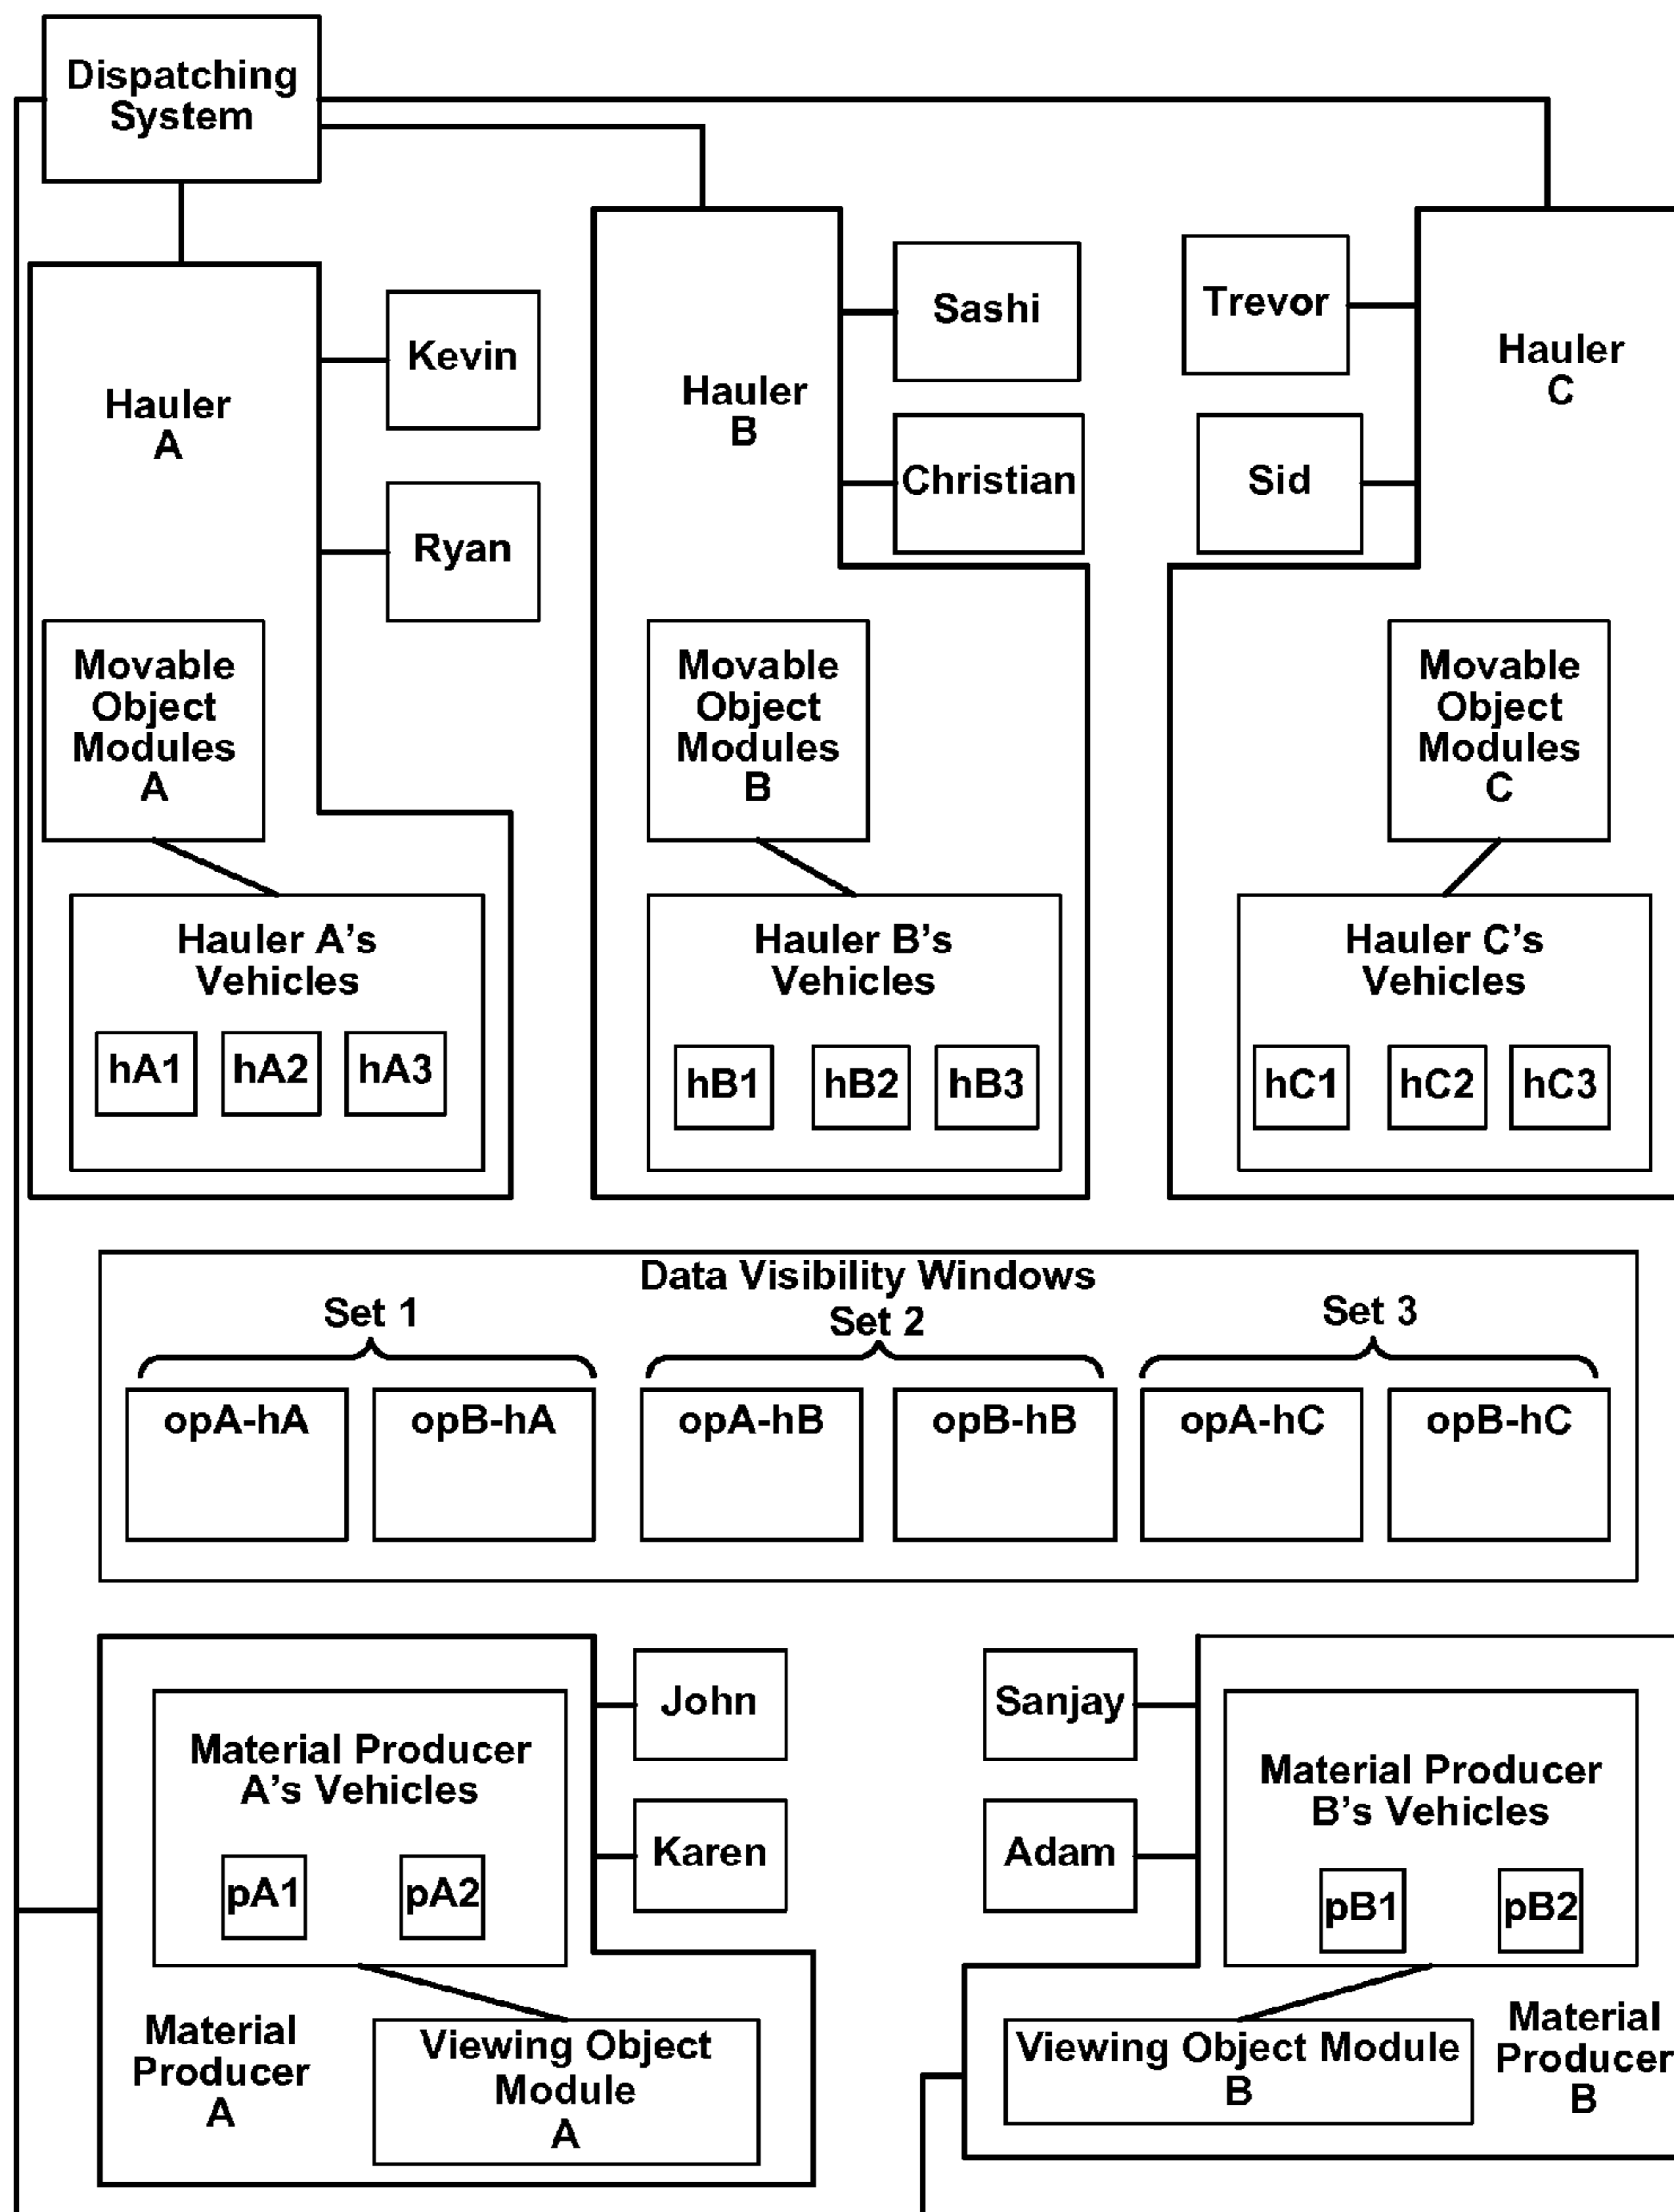 Dispatching
System
Hauler
A
Kevin
Ryan
Movable
Object
Modules
A
Hauler A's
Vehicles
hA1 hA2 hA3
Hauler
B
Sashi
Christian
Movable
Object
Modules
B
Hauler B's
Vehicles
hB1 hB2 hB3
Trevor
Sid
Hauler
C
Movable
Object
Modules
C
Hauler C's
Vehicles
hC1 hC2 hC3
Data Visibility Windows
Set 1
Set 2
Set 3
opA-hA
opB-hA
opA-hB
opB-hB
opA-hC
opB-hC
Material Producer
A's Vehicles
pA1 pA2
John
Karen
Material
Producer
A
Viewing Object
Module
A
Sanjay
Adam
Material Producer
B's Vehicles
pB1 pB2
Viewing Object Module
B
Material
Producer
B